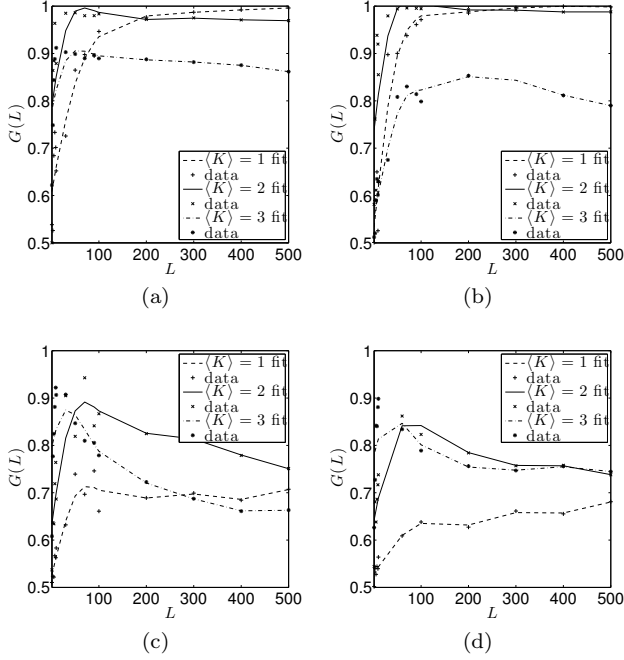 1
0.9
0.8
0.7
0.6
0.5
G(L)
100 200 300 400 500
L
⟨K⟩ = 1 fit
data
⟨K⟩ = 2 fit
data
⟨K⟩ = 3 fit
data
(a)
1
0.9
0.8
0.7
0.6
0.5
G(L)
100 200 300 400 500
L
⟨K⟩ = 1 fit
data
⟨K⟩ = 2 fit
data
⟨K⟩ = 3 fit
data
(b)
1
0.9
0.8
0.7
0.6
0.5
G(L)
100 200 300 400 500
L
⟨K⟩ = 1 fit
data
⟨K⟩ = 2 fit
data
⟨K⟩ = 3 fit
data
(c)
1
0.9
0.8
0.7
0.6
0.5
G(L)
100 200 300 400 500
L
⟨K⟩ = 1 fit
data
⟨K⟩ = 2 fit
data
⟨K⟩ = 3 fit
data
(d)